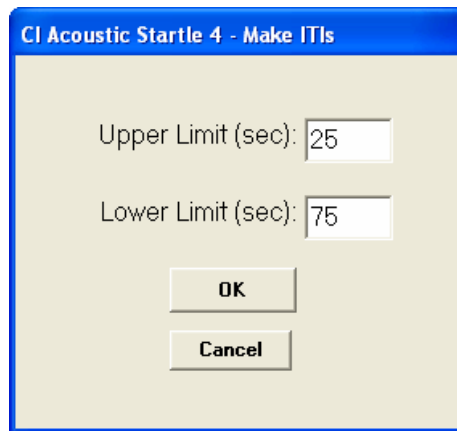 CI Acoustic Startle 4 - Make ITIs
Upper Limit (sec): 25
Lower Limit (sec): 75
OK
Cancel